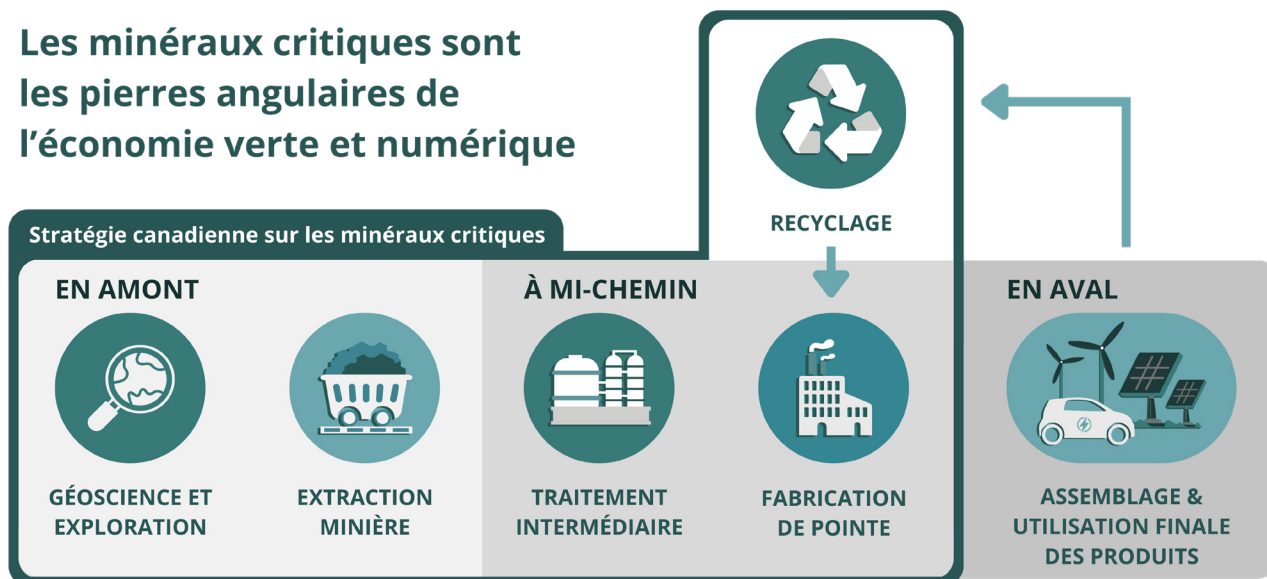 Les minéraux critiques sont
les pierres angulaires de
l’économie verte et numérique
RECYCLAGE
Stratégie canadienne sur les minéraux critiques
EN AMONT
À MI-CHEMIN
EN AVAL
GÉOSCIENCE ET
EXPLORATION
EXTRACTION
MINIÈRE
TRAITEMENT
INTERMÉDIAIRE
FABRICATION
DE POINTE
ASSEMBLAGE &
UTILISATION FINALE
DES PRODUITS